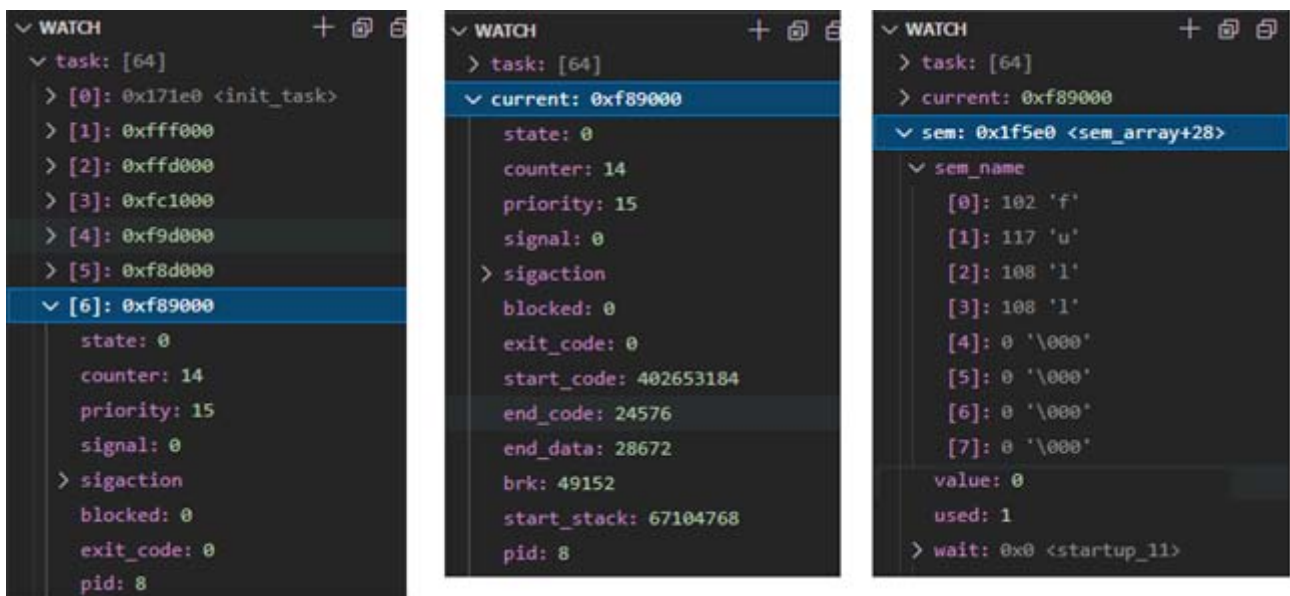 WATCH
task: [64]
[0]: 0x171e0 <init_task>
[1]: 0xfff000
[2]: 0xffd000
[3]: 0xfc1000
[4]: 0xf9d000
[5]: 0xf8d000
[6]: 0xf89000
state: 0
counter: 14
priority: 15
signal: 0
sigaction
blocked: 0
exit_code: 0
pid: 8
WATCH
task: [64]
current: 0xf89000
state: 0
counter: 14
priority: 15
signal: 0
sigaction
blocked: 0
exit_code: 0
start_code: 402653184
end_code: 24576
end_data: 28672
brk: 49152
start_stack: 67104768
pid: 8
WATCH
task: [64]
current: 0xf89000
sem: 0x1f5e0 <sem_array+28>
sem_name
[0]: 102 'f'
[1]: 117 'u'
[2]: 108 'l'
[3]: 108 'l'
[4]: 0 '\000'
[5]: 0 '\000'
[6]: 0 '\000'
[7]: 0 '\000'
value: 0
used: 1
wait: 0x0 <startup_11>